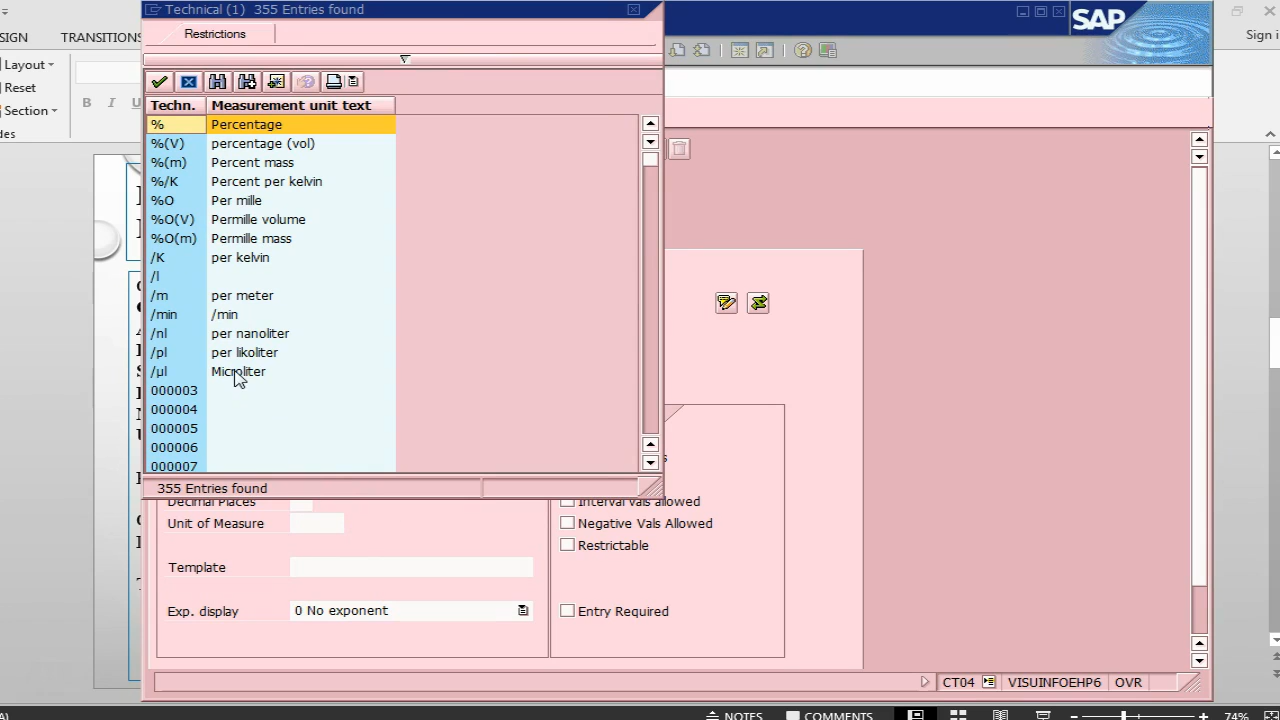 Technical (1)   355 Entries found
Restrictions
Techn. Measurement unit text
% Percentage
%(V) percentage (vol)
%(m) Percent mass
%/K Percent per kelvin
%O Per mille
%O(V) Permille volume
%O(m) Permille mass
/K per kelvin
/l
/m per meter
/min /min
/nl per nanoliter
/pl per likoliter
/µl Microliter
000003
000004
000005
000006
000007
355 Entries found
SAP
Sign i
SIGN TRANSITIONS
Layout
Reset
Section
B I U
Decimal Places
Unit of Measure
Template
Exp. display 0 No exponent
Interval vals allowed
Negative Vals Allowed
Restrictable
Entry Required
CT04 VISUINFOEHP6 OVR
NOTES COMMENTS 74%